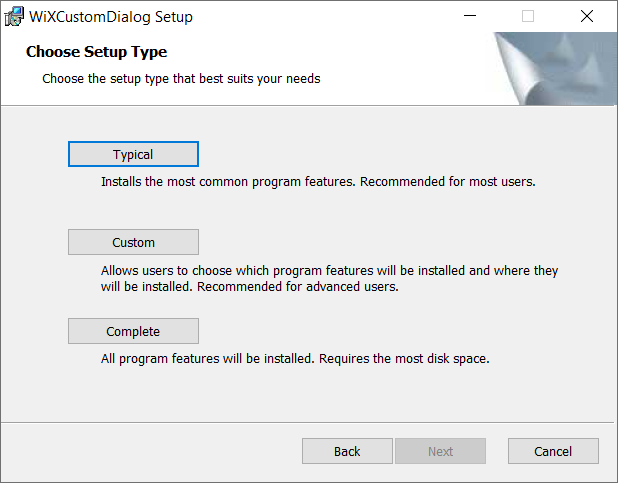 WiXCustomDialog Setup
Choose Setup Type
Choose the setup type that best suits your needs
Typical
Installs the most common program features. Recommended for most users.
Custom
Allows users to choose which program features will be installed and where they
will be installed. Recommended for advanced users.
Complete
All program features will be installed. Requires the most disk space.
Back Next Cancel